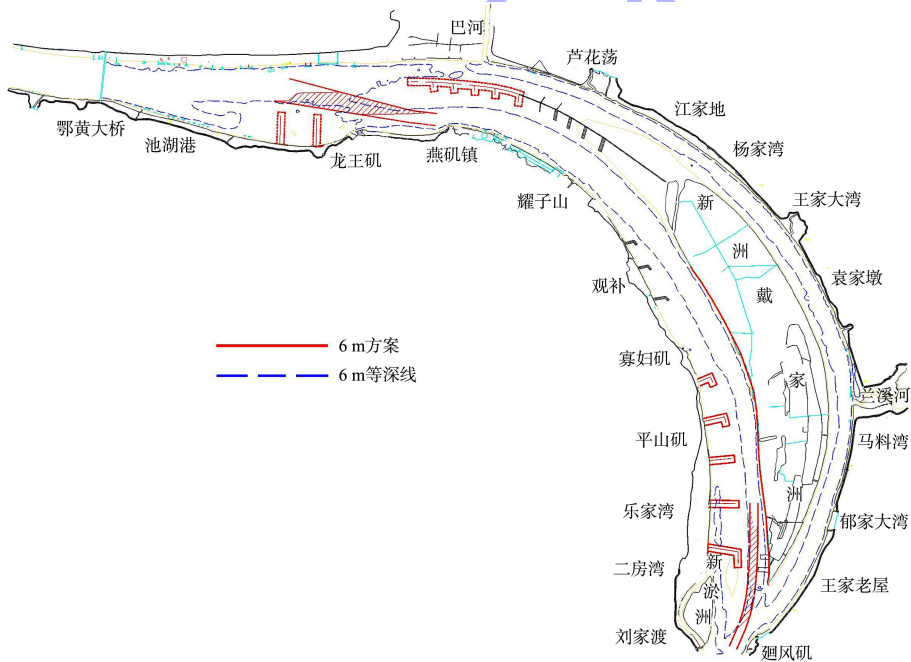 巴河
芦花荡
江家地
鄂黄大桥
池湖港
龙王矶
燕矶镇
杨家湾
耀子山
王家大湾
新
洲
戴
家
洲
袁家墩
观补
6 m方案
6 m等深线
寡妇矶
兰溪河
平山矶
马料湾
乐家湾
郁家大湾
二房湾
新
淤
洲
王家老屋
刘家渡
廻风矶